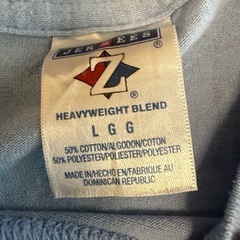 JERZEES
Z
HEAVYWEIGHT BLEND
L G G
50% COTTON/ALGODON/COTON
50% POLYESTER/POLIESTER/POLYESTER
MADE IN/HECHO EN/FABRIQUE AU
DOMINICAN REPUBLIC